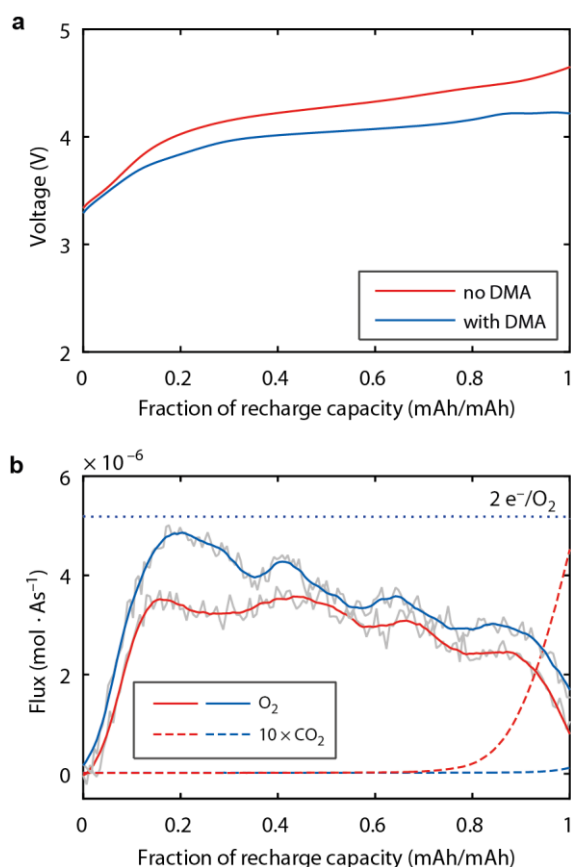 a
5
4
3
2
Voltage (V)
no DMA
with DMA
0 0.2 0.4 0.6 0.8 1
Fraction of recharge capacity (mAh/mAh)
b
× 10⁻⁶
6
4
2
0
Flux (mol · As⁻¹)
2 e⁻/O₂
O₂
10 × CO₂
0 0.2 0.4 0.6 0.8 1
Fraction of recharge capacity (mAh/mAh)